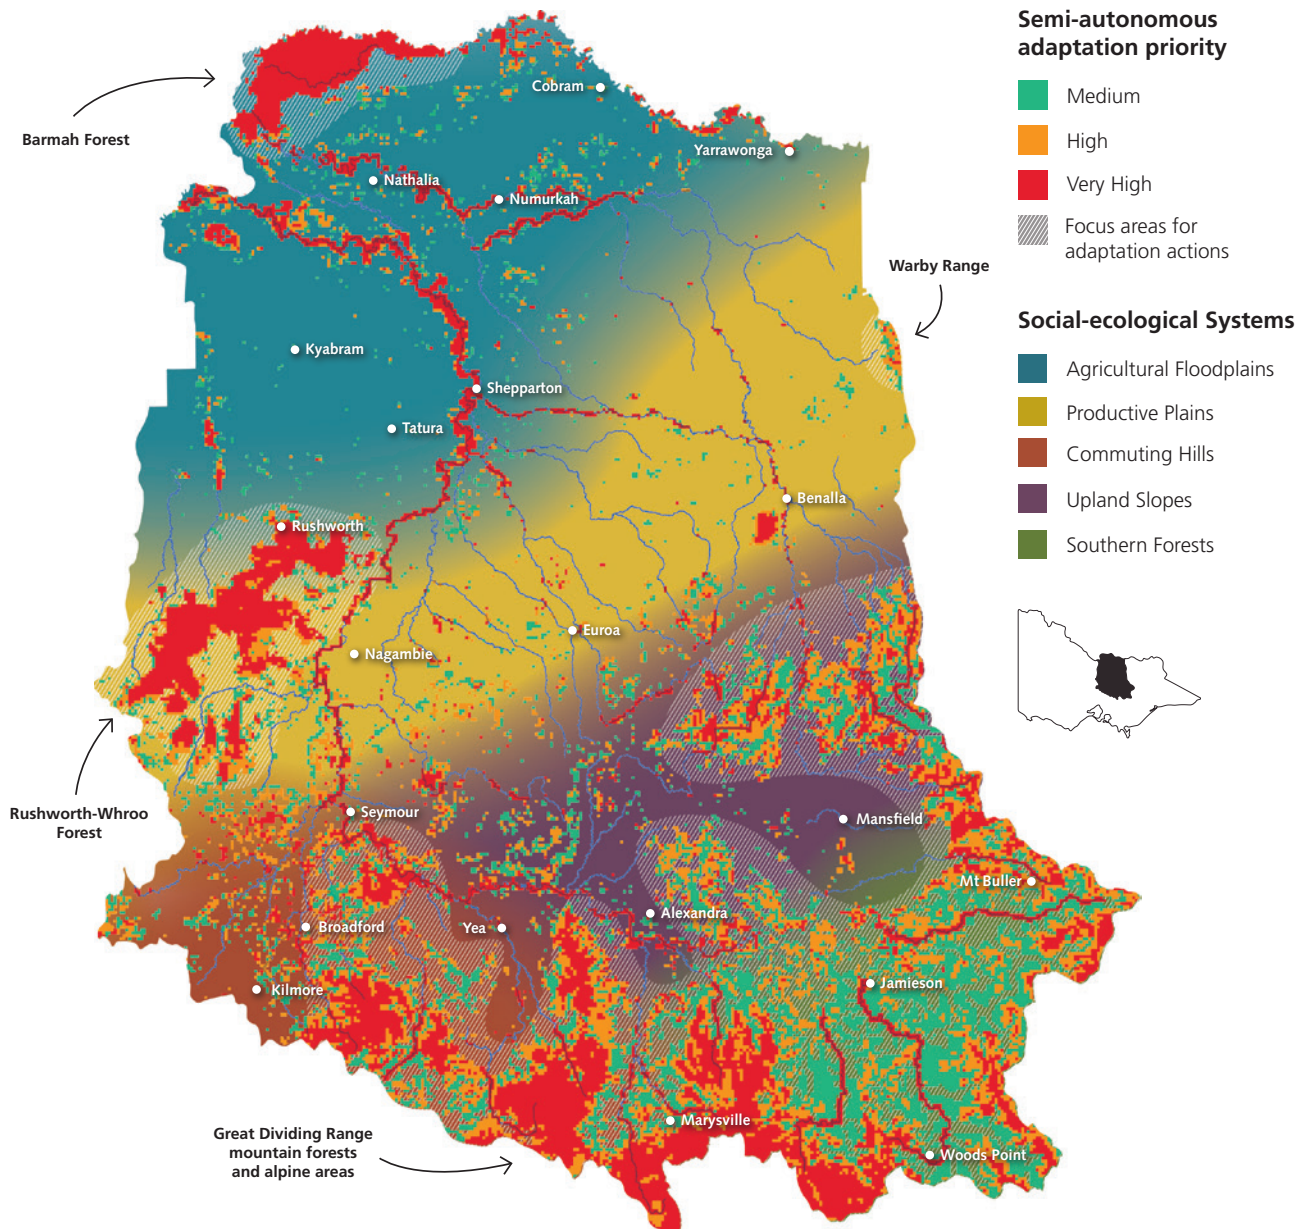 Semi-autonomous
adaptation priority
Medium
High
Very High
Focus areas for
adaptation actions
Social-ecological Systems
Agricultural Floodplains
Productive Plains
Commuting Hills
Upland Slopes
Southern Forests
Barmah Forest
Cobram
Yarrawonga
Nathalia
Numurkah
Warby Range
Kyabram
Shepparton
Tatura
Benalla
Rushworth
Euroa
Nagambie
Rushworth-Whroo
Forest
Seymour
Mansfield
Mt Buller
Alexandra
Broadford
Yea
Jamieson
Kilmore
Marysville
Great Dividing Range
mountain forests
and alpine areas
Woods Point